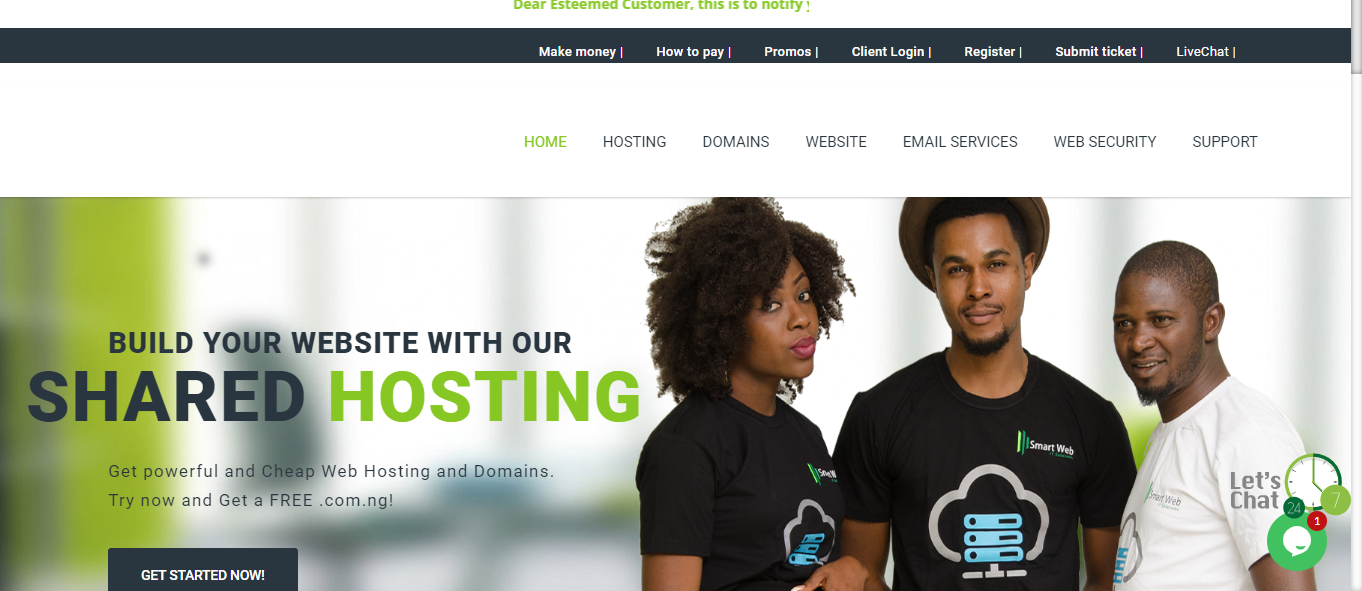 Dear Esteemed Customer, this is to notify
Make money | How to pay | Promos | Client Login | Register | Submit ticket | LiveChat |
HOME HOSTING DOMAINS WEBSITE EMAIL SERVICES WEB SECURITY SUPPORT
BUILD YOUR WEBSITE WITH OUR
SHARED HOSTING
Get powerful and Cheap Web Hosting and Domains.
Try now and Get a FREE .com.ng!
GET STARTED NOW!
Smart Web
Smart Web
Let's
Chat
24
7
1